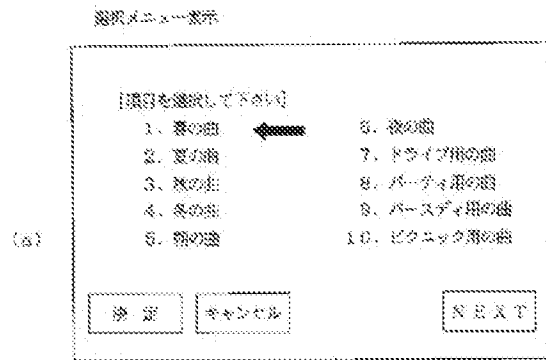 選択メニュー表示
[項目を選択して下さい]
1. 春の曲
2. 夏の曲
3. 秋の曲
4. 冬の曲
5. 朝の曲
6. 夜の曲
7. ドライブ用の曲
8. パーティ用の曲
9. バースディ用の曲
10. ピクニック用の曲
(a)
決 定
キャンセル
NEXT